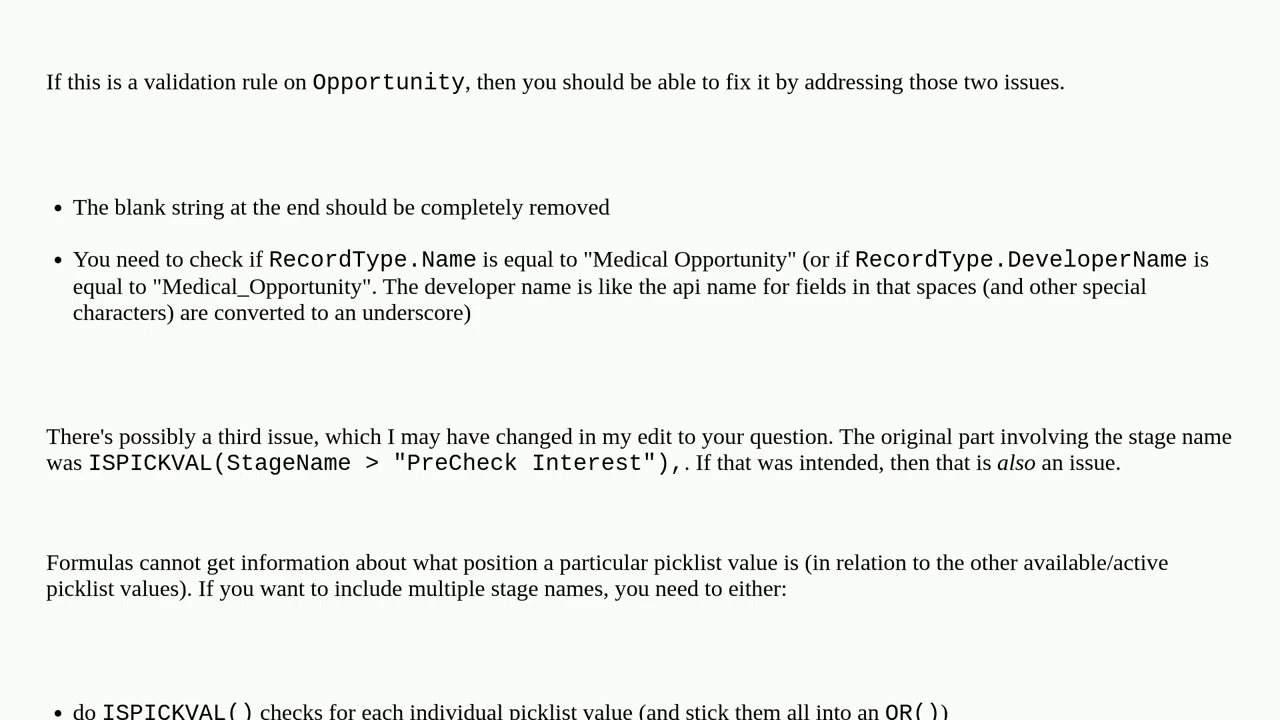 If this is a validation rule on Opportunity, then you should be able to fix it by addressing those two issues.
• The blank string at the end should be completely removed
• You need to check if RecordType.Name is equal to "Medical Opportunity" (or if RecordType.DeveloperName is
equal to "Medical_Opportunity". The developer name is like the api name for fields in that spaces (and other special
characters) are converted to an underscore)
There's possibly a third issue, which I may have changed in my edit to your question. The original part involving the stage name
was ISPICKVAL(StageName > "PreCheck Interest"),. If that was intended, then that is also an issue.
Formulas cannot get information about what position a particular picklist value is (in relation to the other available/active
picklist values). If you want to include multiple stage names, you need to either:
• do ISPICKVAL() checks for each individual picklist value (and stick them all into an OR())